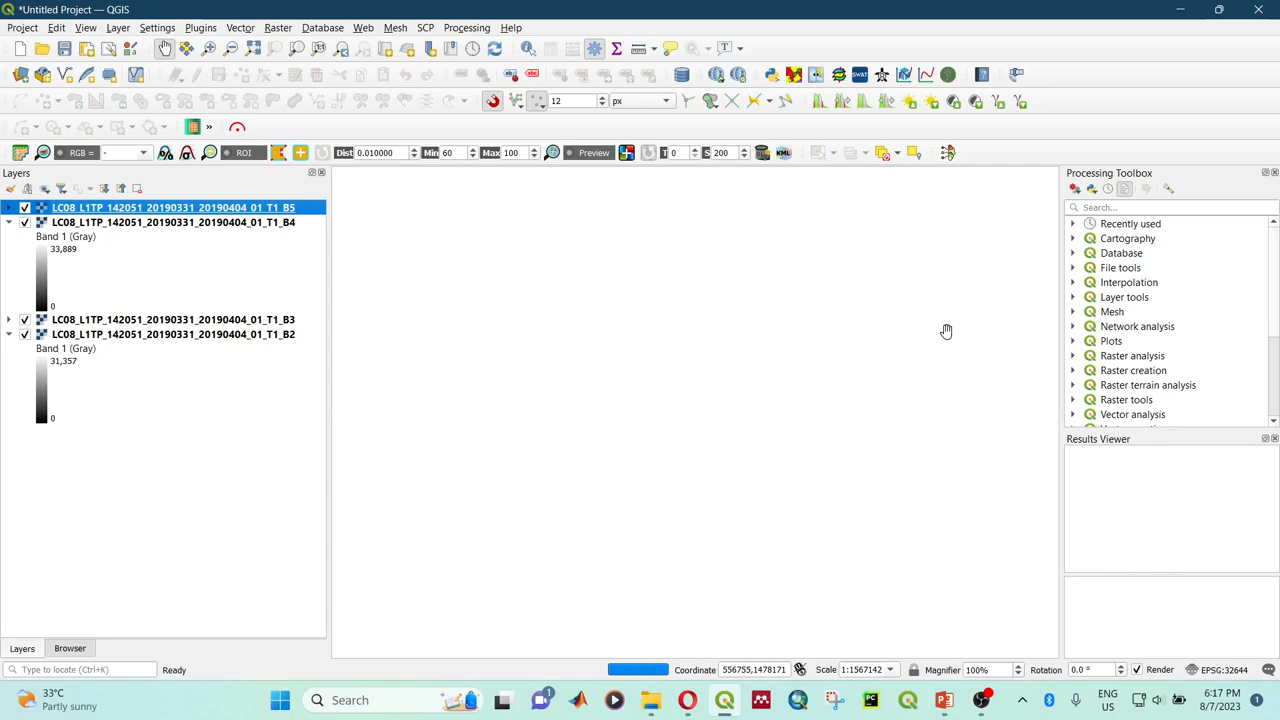 *Untitled Project — QGIS
Project Edit View Layer Settings Plugins Vector Raster Database Web Mesh SCP Processing Help
12 px
RGB = - ROI Dist 0.010000 Min 60 Max 100 Preview T 0 S 200
Layers
LC08_L1TP_142051_20190331_20190404_01_T1_B5
LC08_L1TP_142051_20190331_20190404_01_T1_B4
Band 1 (Gray)
33,889
0
LC08_L1TP_142051_20190331_20190404_01_T1_B3
LC08_L1TP_142051_20190331_20190404_01_T1_B2
Band 1 (Gray)
31,357
0
Processing Toolbox
Search...
Recently used
Cartography
Database
File tools
Interpolation
Layer tools
Mesh
Network analysis
Plots
Raster analysis
Raster creation
Raster terrain analysis
Raster tools
Vector analysis
Results Viewer
Layers Browser
Type to locate (Ctrl+K) Ready Coordinate 556755,1478171 Scale 1:1567142 Magnifier 100% Rotation 0.0 ° Render EPSG:32644
33°C
Partly sunny
Search
ENG
US
6:17 PM
8/7/2023